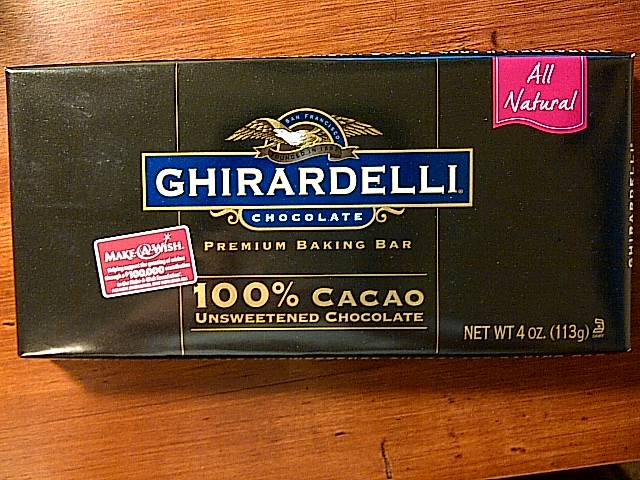 All
Natural
SAN FRANCISCO
GHIRARDELLI
CHOCOLATE
PREMIUM BAKING BAR
MAKE-A-WISH
$100,000
100% CACAO
UNSWEETENED CHOCOLATE
NET WT 4 OZ. (113g)
GHIRARDELLI